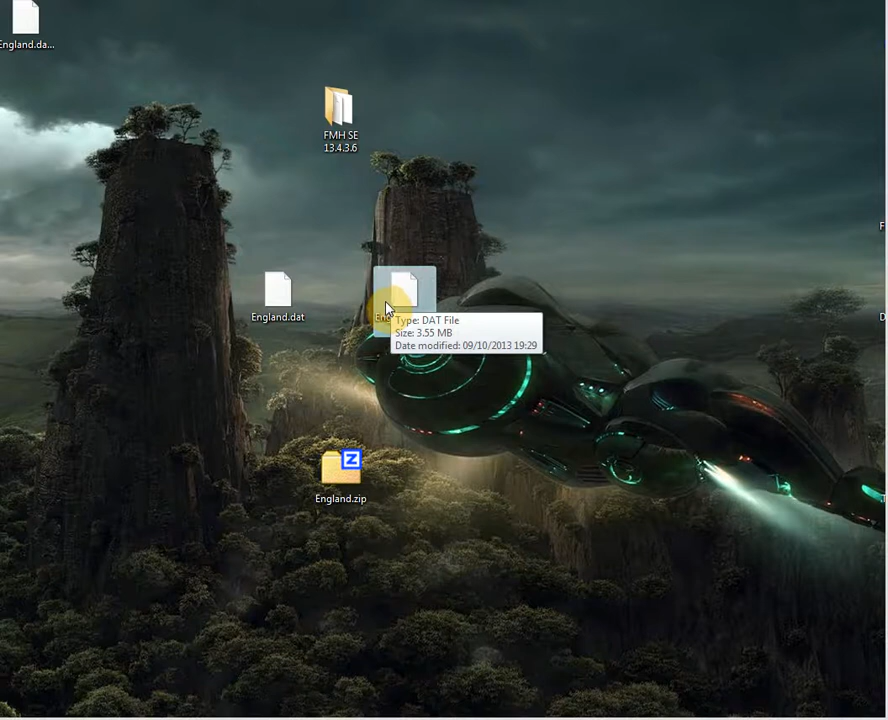 England.da...
FMH SE
13.4.3.6
F
England.dat
D
Type: DAT File
Size: 3.55 MB
Date modified: 09/10/2013 19:29
Z
England.zip